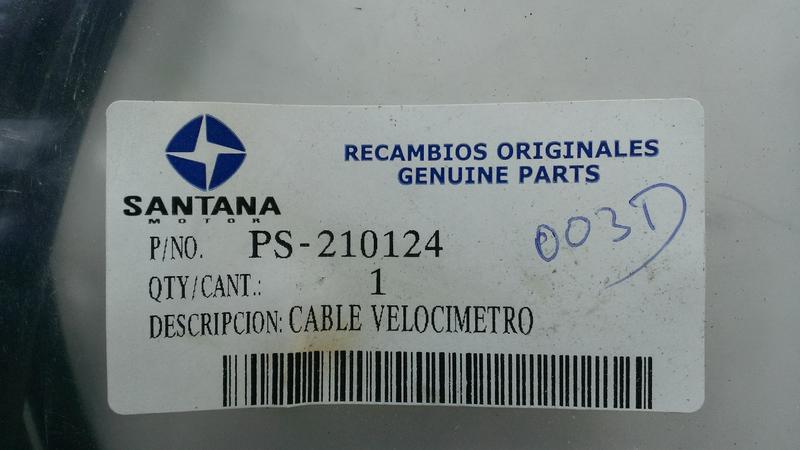 RECAMBIOS ORIGINALES
GENUINE PARTS
SANTANA
MOTOR
003D
P/NO. PS-210124
QTY/CANT.: 1
DESCRIPCION: CABLE VELOCIMETRO